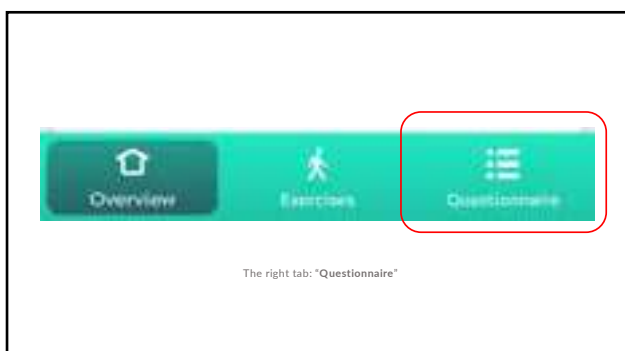 Overview
Exercises
Questionnaire
The right tab: “Questionnaire”